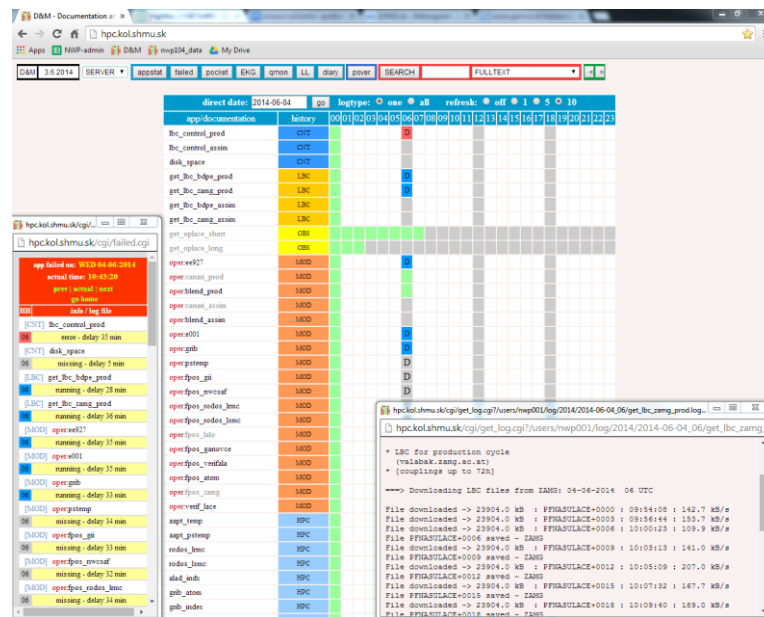 D&M - Documentation ar ×
hpc.kol.shmu.sk
Apps NWP-admin D&M nwp104_data My Drive
D&M 3.6.2014 SERVER appstat failed pocket EKG qmon LL diary pover SEARCH FULLTEXT
direct date: 2014-06-04 go logtype: one all refresh: off 1 5 10
app/documentation history 00 01 02 03 04 05 06 07 08 09 10 11 12 13 14 15 16 17 18 19 20 21 22 23
lbc_control_prod CNT D
lbc_control_assim CNT
disk_space CNT
get_lbc_bdpe_prod LBC D
get_lbc_zamg_prod LBC D
get_lbc_bdpe_assim LBC
get_lbc_zamg_assim LBC
get_oplace_short OBS
get_oplace_long OBS
oper:ee927 MOD D
oper:canan_prod MOD
oper:blend_prod MOD
oper:canan_assim MOD
oper:blend_assim MOD
oper:e001 MOD D
oper:gnb MOD D
oper:pstemp MOD D
oper:fpos_gii MOD D
oper:fpos_nwcsaf MOD D
oper:fpos_rodos_lrmc MOD
oper:fpos_rodos_lsmc MOD
oper:fpos_lalo MOD
oper:fpos_ganovce MOD
oper:fpos_verifala MOD
oper:fpos_atom MOD
oper:fpos_zamg MOD
oper:verif_lace MOD
aapt_temp HPC
aapt_pstemp HPC
rodos_lrmc HPC
rodos_lsmc HPC
alad_indx HPC
grib_atom HPC
grib_index HPC
hpc.kol.shmu.sk/cgi/...
hpc.kol.shmu.sk/cgi/failed.cgi
app failed on: WED 04-06-2014
actual time: 10:43:20
prev | actual | next
go home
HH info / log file
[CNT] lbc_control_prod
06 error - delay 35 min
[CNT] disk_space
06 missing - delay 5 min
[LBC] get_lbc_bdpe_prod
06 running - delay 28 min
[LBC] get_lbc_zamg_prod
06 running - delay 36 min
[MOD] oper:ee927
06 running - delay 35 min
[MOD] oper:e001
06 running - delay 35 min
[MOD] oper:gnb
06 running - delay 33 min
[MOD] oper:pstemp
06 missing - delay 34 min
[MOD] oper:fpos_gii
06 missing - delay 33 min
[MOD] oper:fpos_nwcsaf
06 missing - delay 32 min
[MOD] oper:fpos_rodos_lrmc
06 missing - delay 34 min
hpc.kol.shmu.sk/cgi/get_log.cgi?/users/nwp001/log/2014/2014-06-04_06/get_lbc_zamg_prod.log...
hpc.kol.shmu.sk/cgi/get_log.cgi?/users/nwp001/log/2014/2014-06-04_06/get_lbc_zamg_
* LBC for production cycle
(valabak.zamg.ac.at)
* [couplings up to 72h]
===> Downloading LBC files from ZAMG: 04-06-2014 06 UTC
File downloaded -> 23904.0 kB : PFNASULACE+0000 : 09:54:08 : 142.7 kB/s
File downloaded -> 23904.0 kB : PFNASULACE+0003 : 09:56:44 : 153.7 kB/s
File downloaded -> 23904.0 kB : PFNASULACE+0006 : 10:00:23 : 109.9 kB/s
File PFNASULACE+0006 saved - ZAMG
File downloaded -> 23904.0 kB : PFNASULACE+0009 : 10:03:13 : 141.0 kB/s
File PFNASULACE+0009 saved - ZAMG
File downloaded -> 23904.0 kB : PFNASULACE+0012 : 10:05:09 : 207.0 kB/s
File PFNASULACE+0012 saved - ZAMG
File downloaded -> 23904.0 kB : PFNASULACE+0015 : 10:07:32 : 167.7 kB/s
File PFNASULACE+0015 saved - ZAMG
File downloaded -> 23904.0 kB : PFNASULACE+0018 : 10:09:40 : 189.0 kB/s
File PFNASULACE+0018 saved - ZAMG